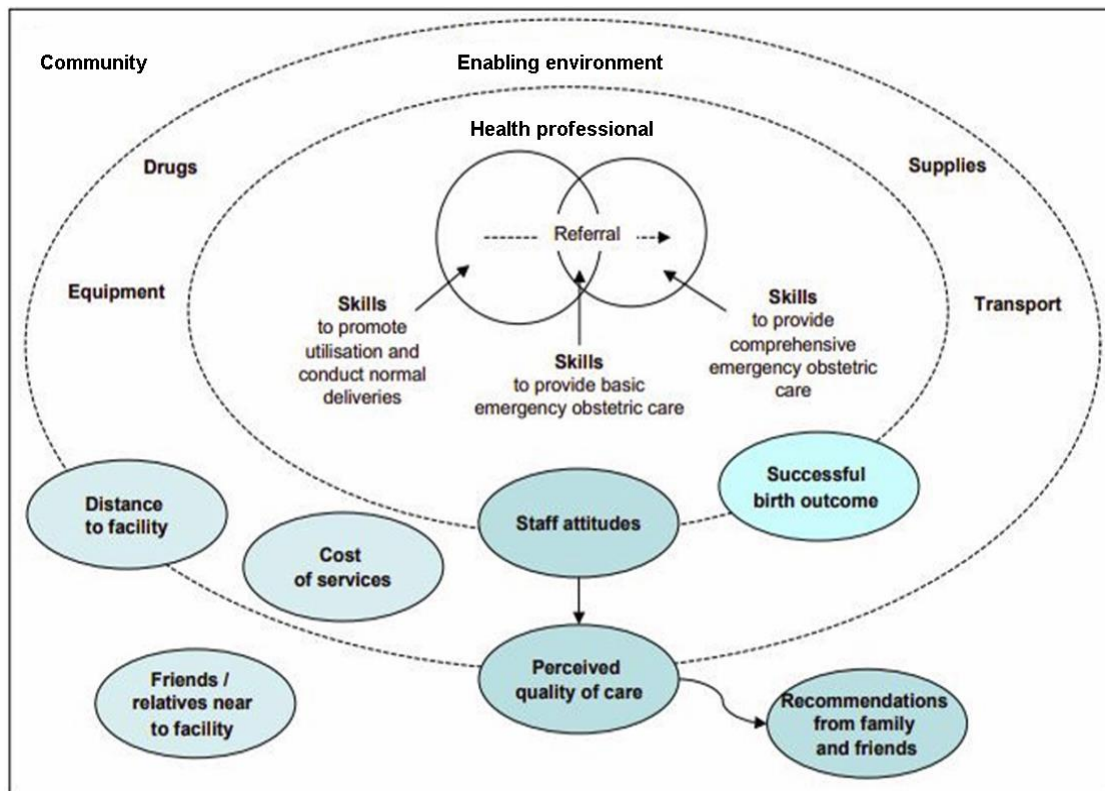 Community
Enabling environment
Health professional
Drugs
Supplies
Referral
Equipment
Transport
Skills
to promote
utilisation and
conduct normal
deliveries
Skills
to provide basic
emergency obstetric care
Skills
to provide
comprehensive
emergency obstetric
care
Successful
birth outcome
Distance
to facility
Staff attitudes
Cost
of services
Perceived
quality of care
Friends /
relatives near
to facility
Recommendations
from family
and friends